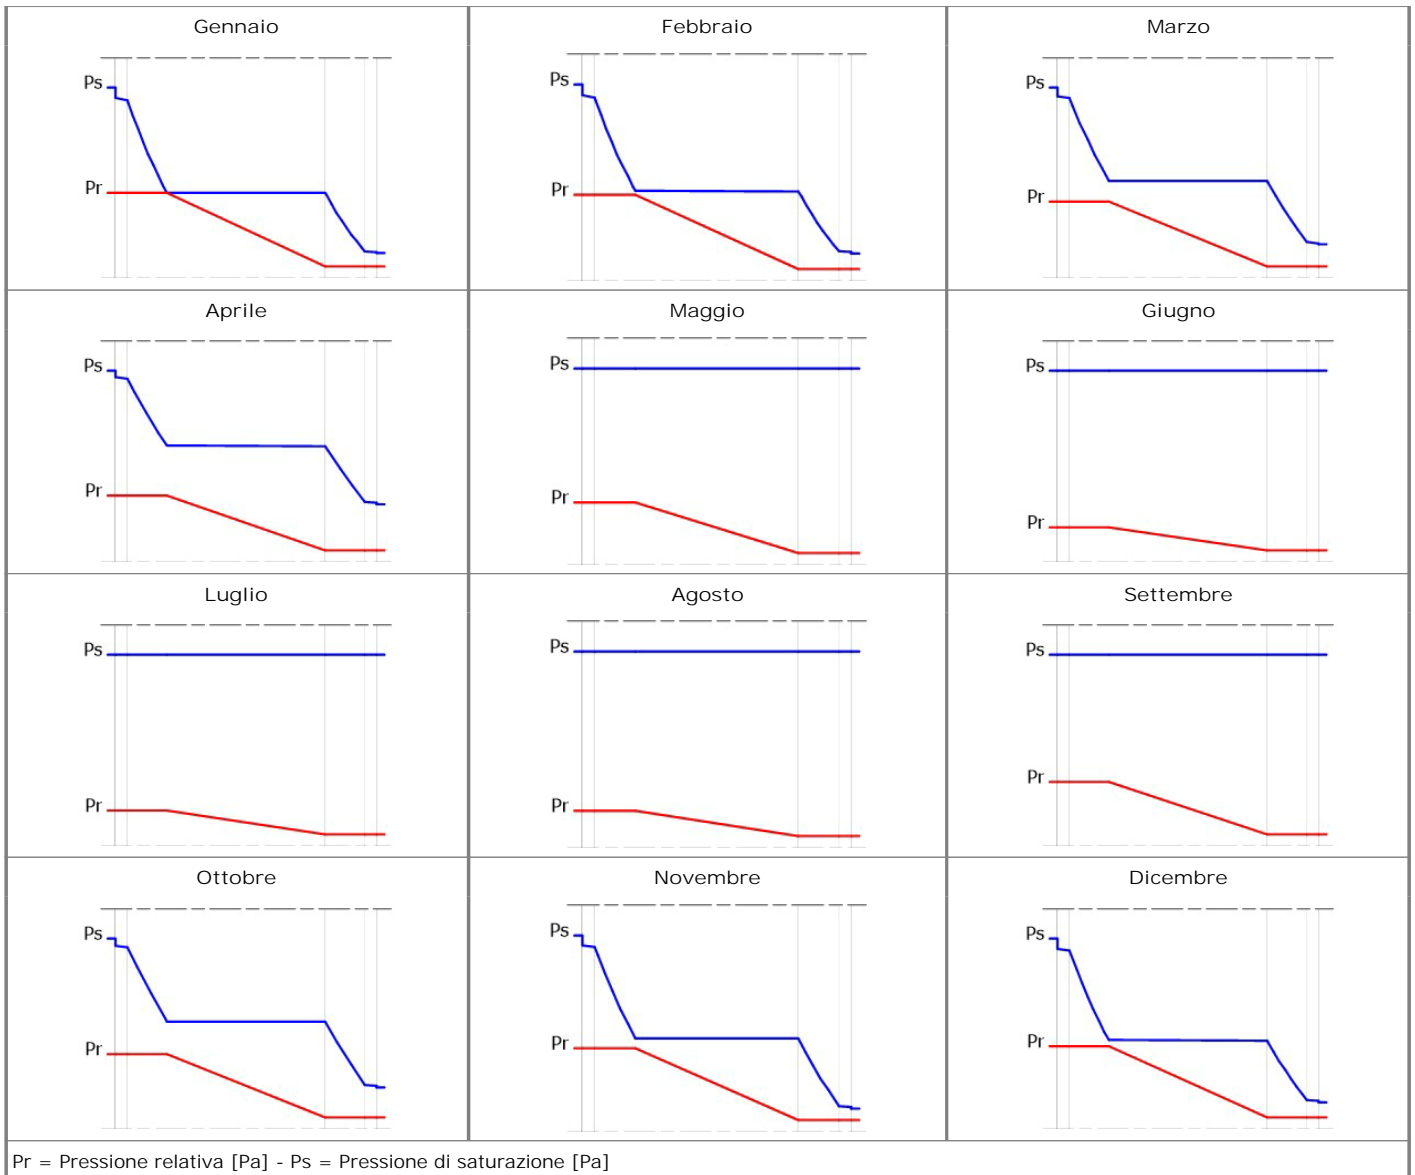 Gennaio
Febbraio
Marzo
Ps
Pr
Ps
Pr
Ps
Pr
Aprile
Maggio
Giugno
Ps
Pr
Ps
Pr
Ps
Pr
Luglio
Agosto
Settembre
Ps
Pr
Ps
Pr
Ps
Pr
Ottobre
Novembre
Dicembre
Ps
Pr
Ps
Pr
Ps
Pr
Pr = Pressione relativa [Pa] - Ps = Pressione di saturazione [Pa]